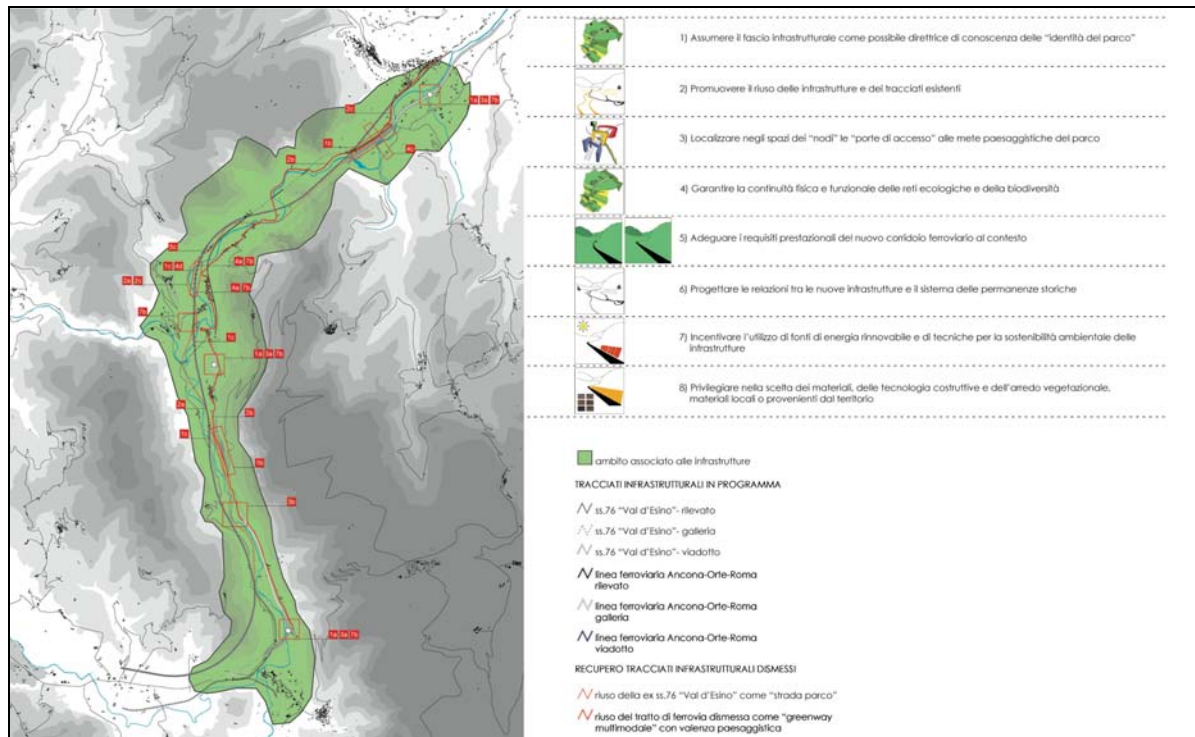 1) Assumere il fascio infrastrutturale come possibile direttrice di conoscenza delle "identità del parco"
2) Promuovere il riuso delle infrastrutture e dei tracciati esistenti
3) Localizzare negli spazi dei "nodi" le "porte di accesso" alle mete paesaggistiche del parco
4) Garantire la continuità fisica e funzionale delle reti ecologiche e della biodiversità
5) Adeguare i requisiti prestazionali del nuovo corridoio ferroviario al contesto
6) Progettare le relazioni tra le nuove infrastrutture e il sistema delle permanenze storiche
7) Incentivare l'utilizzo di fonti di energia rinnovabile e di tecniche per la sostenibilità ambientale delle
infrastrutture
8) Privilegiare nella scelta dei materiali, delle tecnologia costruttive e dell'arredo vegetazionale,
materiali locali o provenienti dal territorio
ambito associato alle infrastrutture
TRACCIATI INFRASTRUTTURALI IN PROGRAMMA
ss.76 "Val d'Esino"- rilevato
ss.76 "Val d'Esino"- galleria
ss.76 "Val d'Esino"- viadotto
linea ferroviaria Ancona-Orte-Roma
rilevato
linea ferroviaria Ancona-Orte-Roma
galleria
linea ferroviaria Ancona-Orte-Roma
viadotto
RECUPERO TRACCIATI INFRASTRUTTURALI DISMESSI
riuso della ex ss.76 "Val d'Esino" come "strada parco"
riuso del tratto di ferrovia dismessa come "greenway
multimodale" con valenza paesaggistica